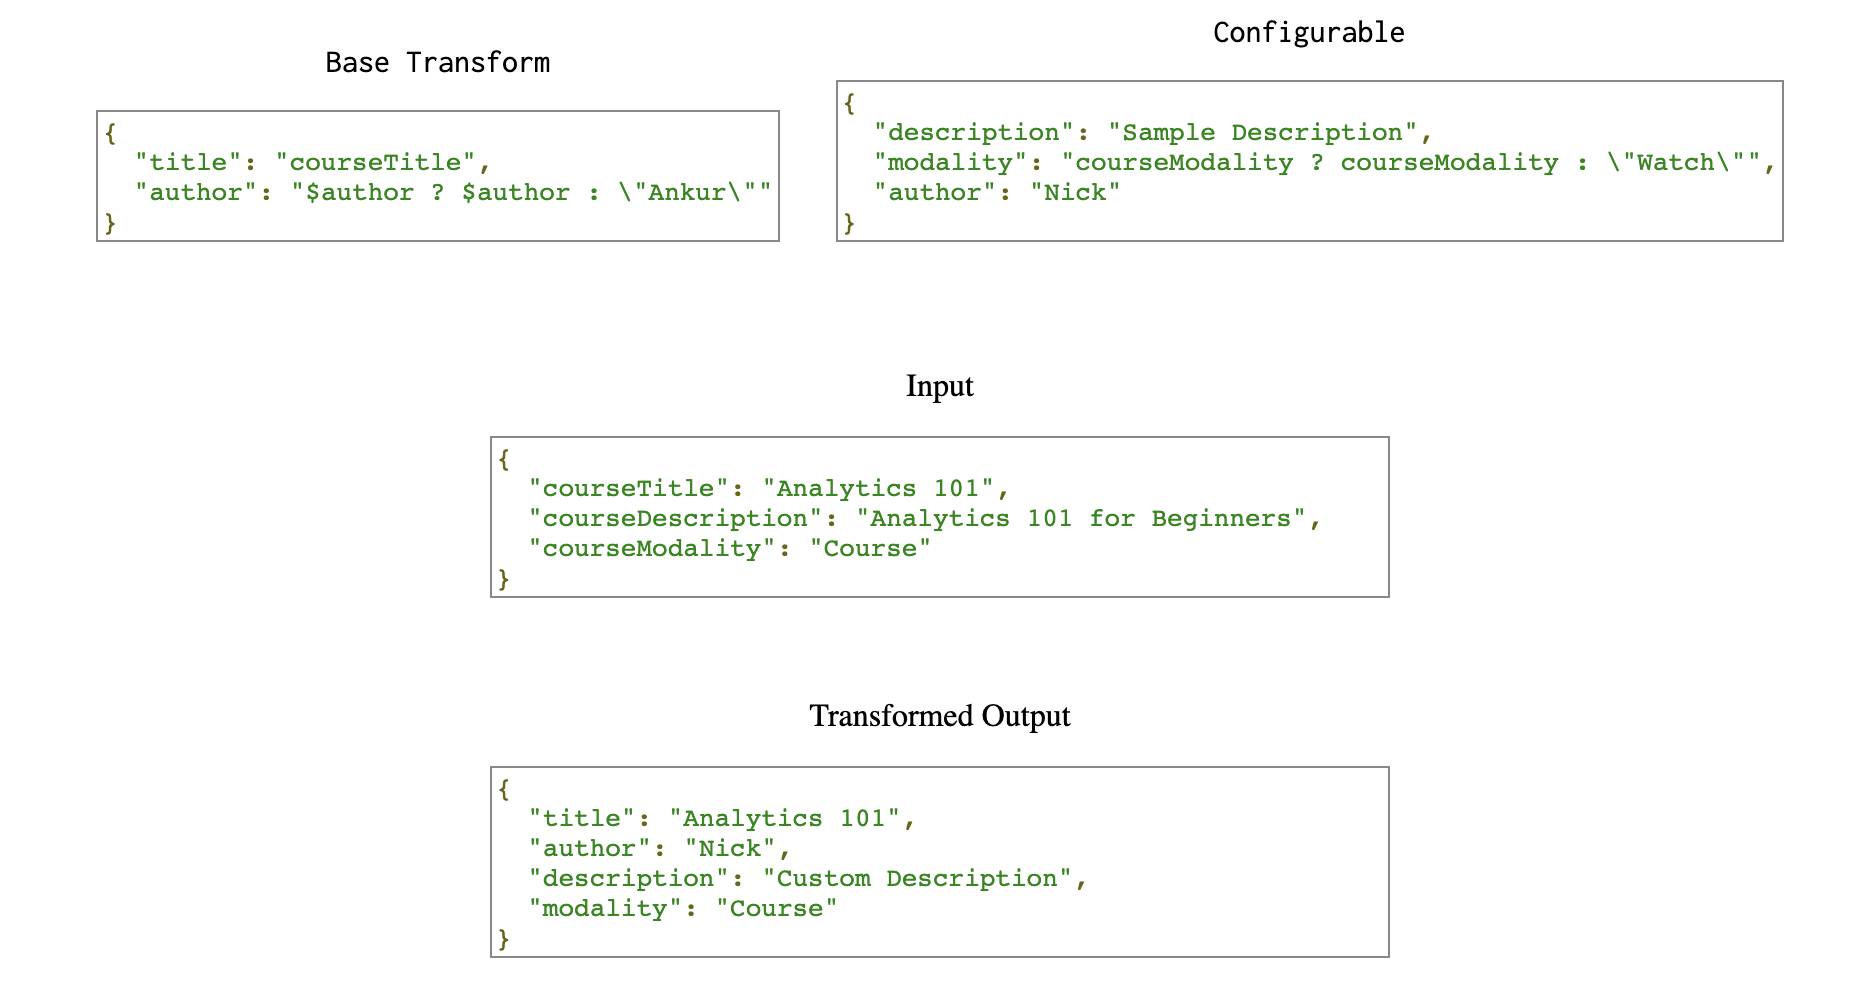 Base Transform
{
  "title": "courseTitle",
  "author": "$author ? $author : \"Ankur\""
}
Configurable
{
  "description": "Sample Description",
  "modality": "courseModality ? courseModality : \"Watch\"",
  "author": "Nick"
}
Input
{
  "courseTitle": "Analytics 101",
  "courseDescription": "Analytics 101 for Beginners",
  "courseModality": "Course"
}
Transformed Output
{
  "title": "Analytics 101",
  "author": "Nick",
  "description": "Custom Description",
  "modality": "Course"
}